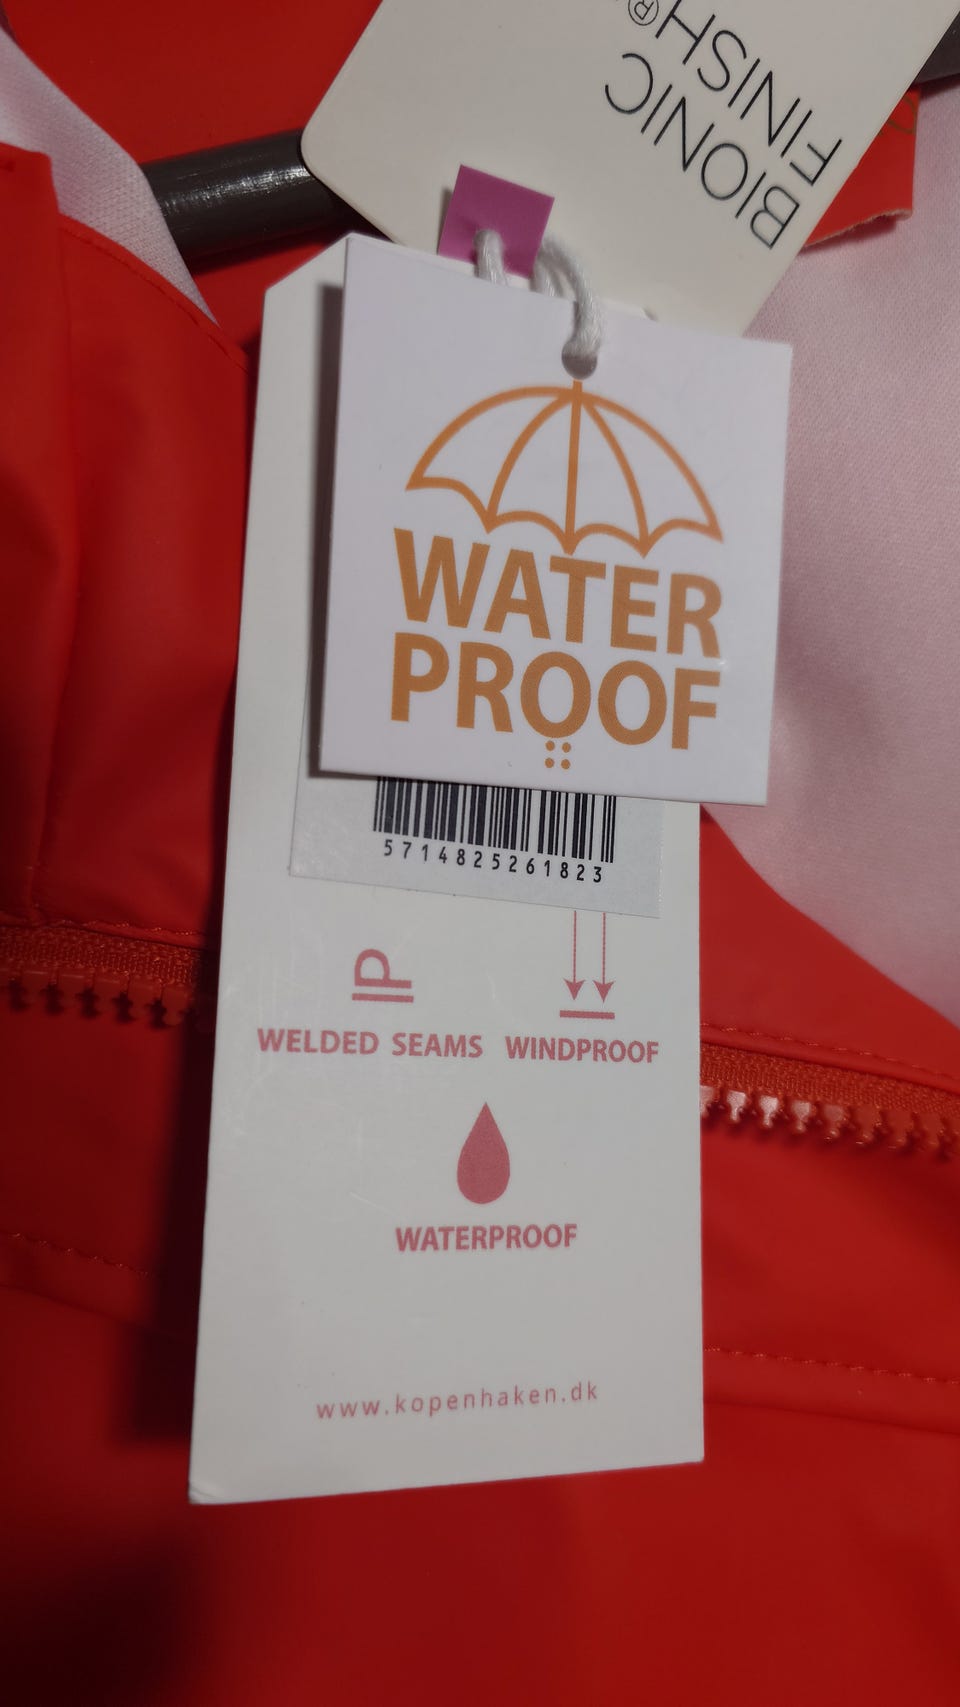 BIONIC
FINISH®
WATER
PROOF
5714825261823
WELDED SEAMS WINDPROOF
WATERPROOF
www.kopenhaken.dk